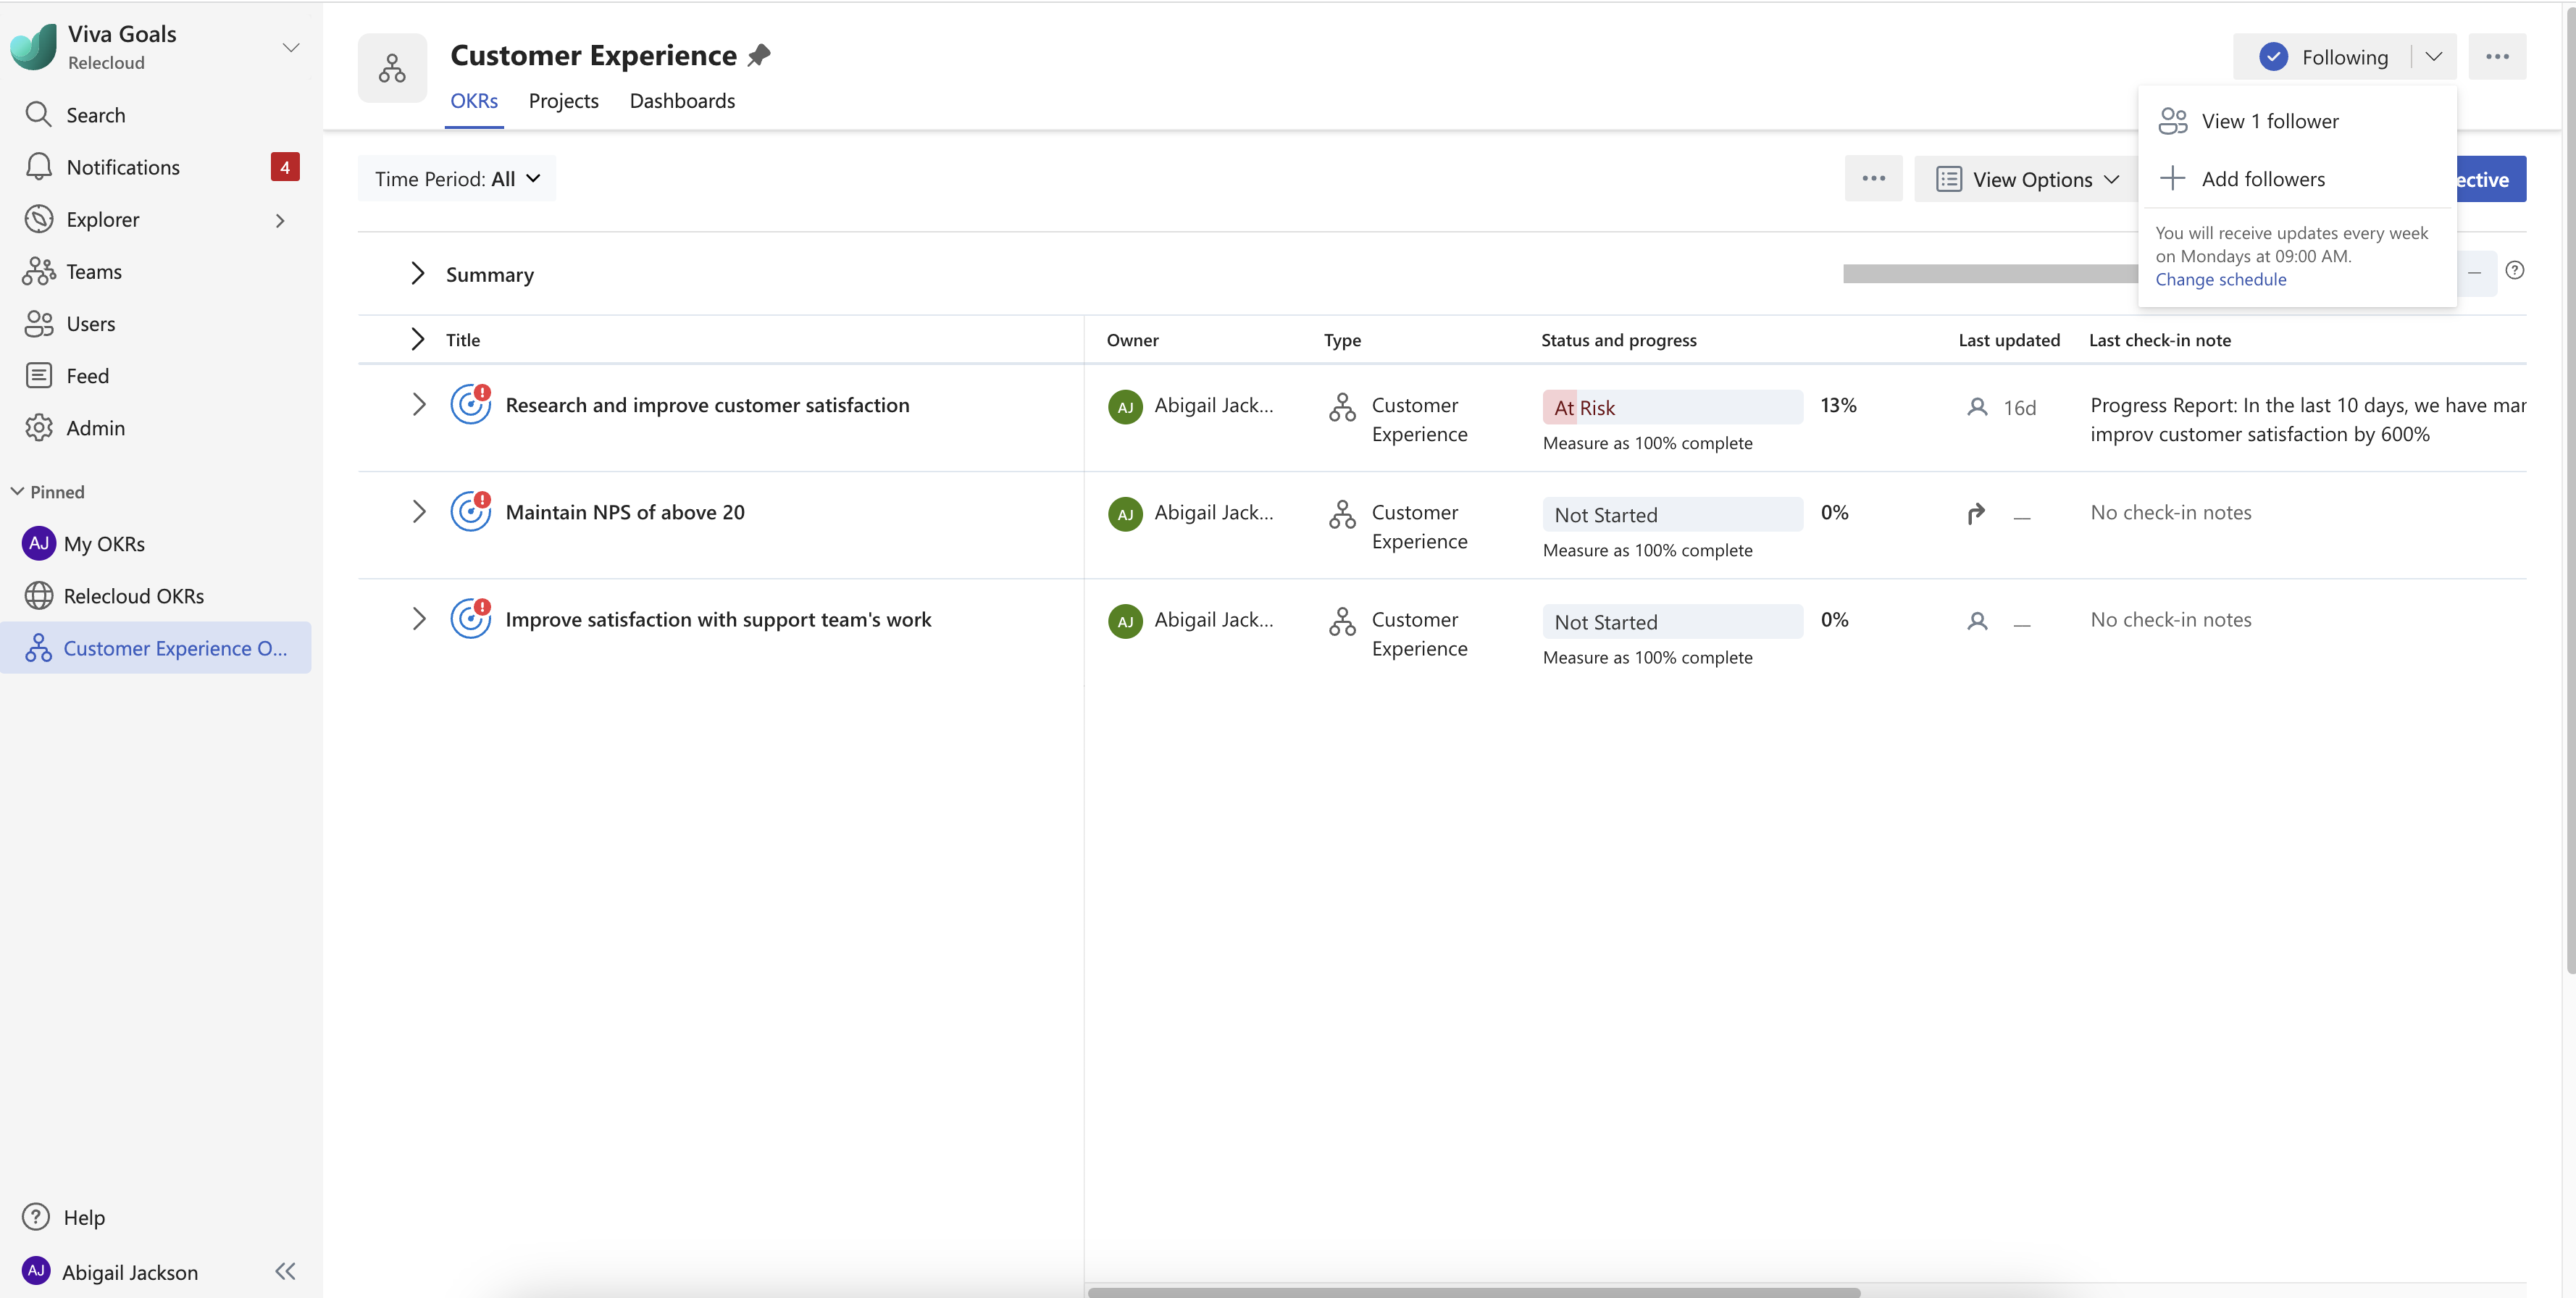 Viva Goals
Relecloud
Search
Notifications 4
Explorer
Teams
Users
Feed
Admin
Pinned
AJ My OKRs
Relecloud OKRs
Customer Experience O...
Help
AJ Abigail Jackson
Customer Experience
OKRs Projects Dashboards
Following
View 1 follower
Add followers
You will receive updates every week
on Mondays at 09:00 AM.
Change schedule
Time Period: All
View Options
ective
Summary
Title Owner Type Status and progress Last updated Last check-in note
Research and improve customer satisfaction
AJ Abigail Jack...
Customer
Experience
At Risk 13%
Measure as 100% complete
16d
Progress Report: In the last 10 days, we have mar
improv customer satisfaction by 600%
Maintain NPS of above 20
AJ Abigail Jack...
Customer
Experience
Not Started 0%
Measure as 100% complete
No check-in notes
Improve satisfaction with support team's work
AJ Abigail Jack...
Customer
Experience
Not Started 0%
Measure as 100% complete
No check-in notes